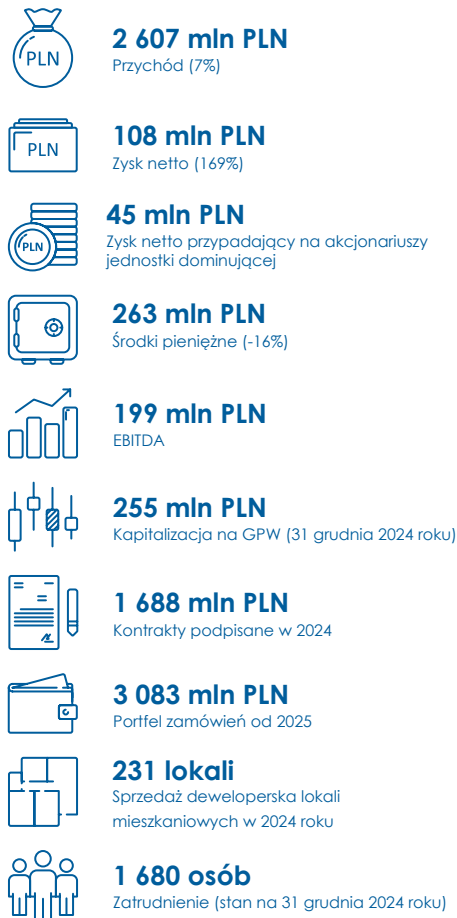 PLN
2 607 mln PLN
Przychód (7%)
PLN
108 mln PLN
Zysk netto (169%)
PLN
45 mln PLN
Zysk netto przypadający na akcjonariuszy
jednostki dominującej
263 mln PLN
Środki pieniężne (-16%)
199 mln PLN
EBITDA
255 mln PLN
Kapitalizacja na GPW (31 grudnia 2024 roku)
1 688 mln PLN
Kontrakty podpisane w 2024
3 083 mln PLN
Portfel zamówień od 2025
231 lokali
Sprzedaż deweloperska lokali
mieszkaniowych w 2024 roku
1 680 osób
Zatrudnienie (stan na 31 grudnia 2024 roku)